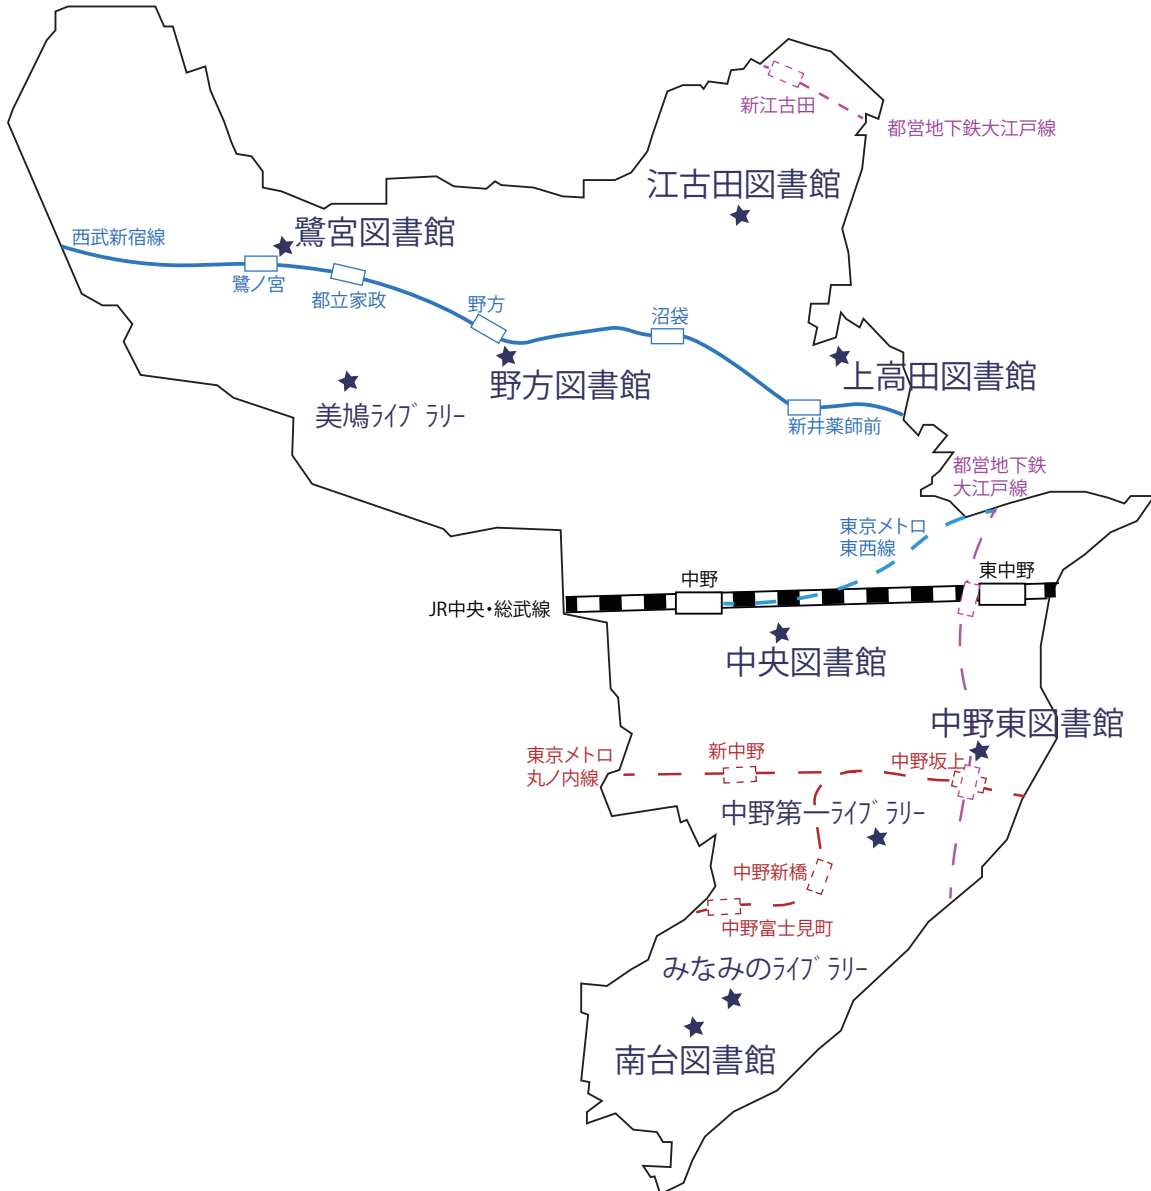 新江古田
都営地下鉄大江戸線
江古田図書館
鷺宮図書館
西武新宿線
鷺ノ宮
都立家政
野方
沼袋
野方図書館
上高田図書館
美鳩ﾗｲﾌﾞﾗﾘｰ
新井薬師前
都営地下鉄
大江戸線
東京メトロ
東西線
中野
東中野
JR中央・総武線
中央図書館
中野東図書館
東京メトロ
丸ノ内線
新中野
中野坂上
中野第一ﾗｲﾌﾞﾗﾘｰ
中野新橋
中野富士見町
みなみのﾗｲﾌﾞﾗﾘｰ
南台図書館